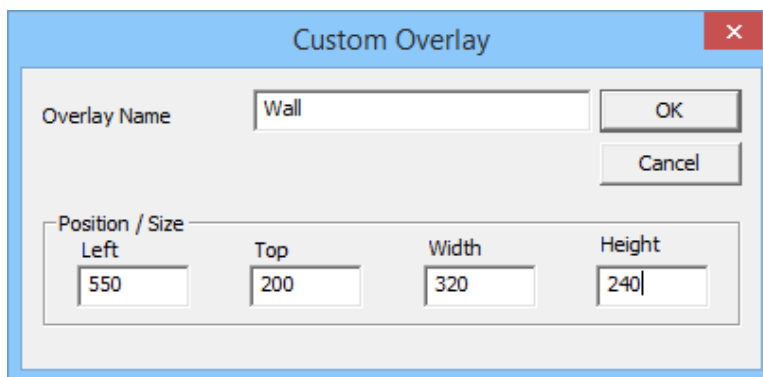 Custom Overlay
Overlay Name Wall OK
Cancel
Position / Size
Left Top Width Height
550 200 320 240